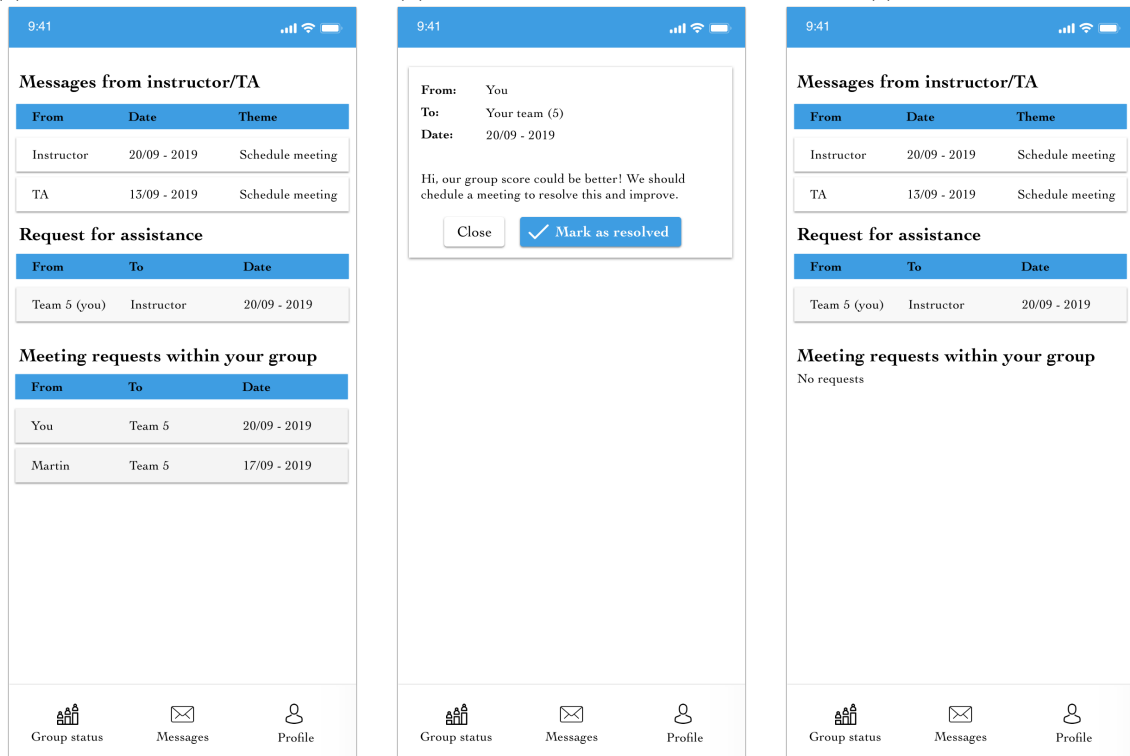 9:41
Messages from instructor/TA
From Date Theme
Instructor 20/09 - 2019 Schedule meeting
TA 13/09 - 2019 Schedule meeting
Request for assistance
From To Date
Team 5 (you) Instructor 20/09 - 2019
Meeting requests within your group
From To Date
You Team 5 20/09 - 2019
Martin Team 5 17/09 - 2019
Group status Messages Profile
9:41
From: You
To: Your team (5)
Date: 20/09 - 2019
Hi, our group score could be better! We should
chedule a meeting to resolve this and improve.
Close Mark as resolved
Group status Messages Profile
9:41
Messages from instructor/TA
From Date Theme
Instructor 20/09 - 2019 Schedule meeting
TA 13/09 - 2019 Schedule meeting
Request for assistance
From To Date
Team 5 (you) Instructor 20/09 - 2019
Meeting requests within your group
No requests
Group status Messages Profile